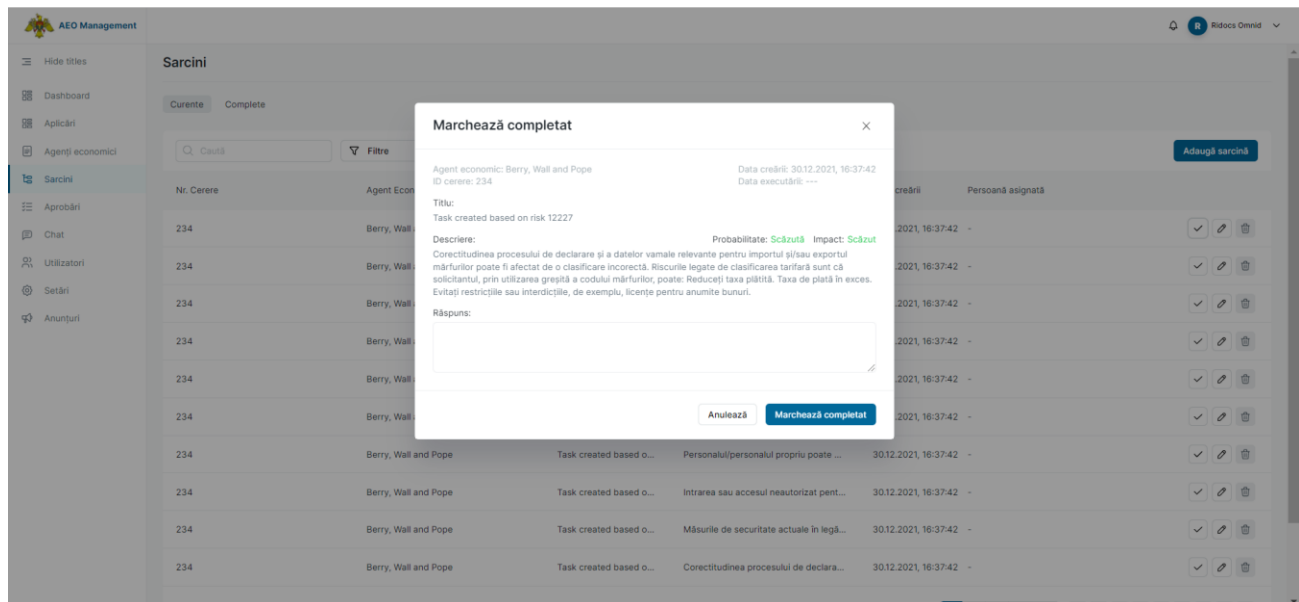 AEO Management
R Ridocs Omnid
Hide titles
Dashboard
Aplicări
Agenți economici
Sarcini
Aprobări
Chat
Utilizatori
Setări
Anunțuri
Sarcini
Curente Complete
Caută
Filtre
Adaugă sarcină
Nr. Cerere Agent Econ creării Persoană asignată
234 Berry, Wall .2021, 16:37:42 -
234 Berry, Wall .2021, 16:37:42 -
234 Berry, Wall .2021, 16:37:42 -
234 Berry, Wall .2021, 16:37:42 -
234 Berry, Wall .2021, 16:37:42 -
234 Berry, Wall .2021, 16:37:42 -
234 Berry, Wall and Pope Task created based o... Personalul/personalul propriu poate ... 30.12.2021, 16:37:42 -
234 Berry, Wall and Pope Task created based o... Intrarea sau accesul neautorizat pent... 30.12.2021, 16:37:42 -
234 Berry, Wall and Pope Task created based o... Măsurile de securitate actuale în legă... 30.12.2021, 16:37:42 -
234 Berry, Wall and Pope Task created based o... Corectitudinea procesului de declara... 30.12.2021, 16:37:42 -
Marchează completat
Agent economic: Berry, Wall and Pope Data creării: 30.12.2021, 16:37:42
ID cerere: 234 Data executării: ---
Titlu:
Task created based on risk 12227
Descriere: Probabilitate: Scăzută Impact: Scăzut
Corectitudinea procesului de declarare și a datelor vamale relevante pentru importul și/sau exportul
mărfurilor poate fi afectat de o clasificare incorectă. Riscurile legate de clasificarea tarifară sunt că
solicitantul, prin utilizarea greșită a codului mărfurilor, poate: Reduceți taxa plătită. Taxa de plată în exces.
Evitați restricțiile sau interdicțiile, de exemplu, licențe pentru anumite bunuri.
Răspuns:
Anulează Marchează completat